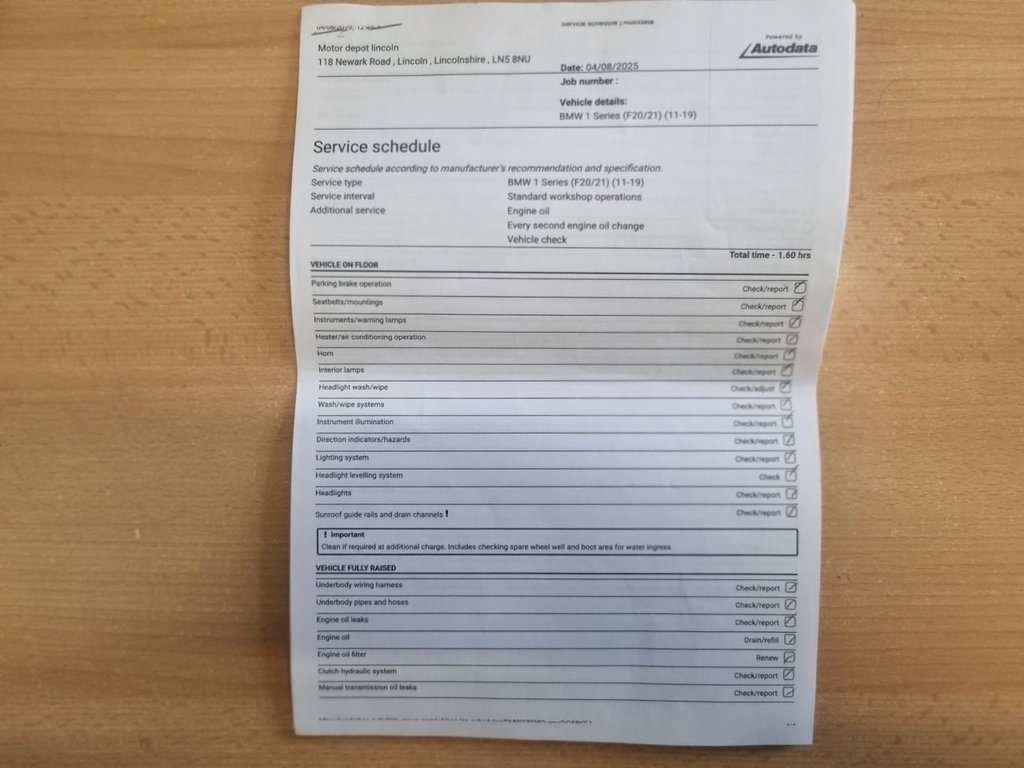 Service schedule | Autodata
Powered by
Autodata
Motor depot lincoln
118 Newark Road , Lincoln , Lincolnshire , LN5 8NU
Date: 04/08/2025
Job number :
Vehicle details:
BMW 1 Series (F20/21) (11-19)
Service schedule
Service schedule according to manufacturer's recommendation and specification.
Service type BMW 1 Series (F20/21) (11-19)
Service interval Standard workshop operations
Additional service Engine oil
Every second engine oil change
Vehicle check
Total time - 1.60 hrs
VEHICLE ON FLOOR
Parking brake operation Check/report
Seatbelts/mountings Check/report
Instruments/warning lamps Check/report
Heater/air conditioning operation Check/report
Horn Check/report
Interior lamps Check/report
Headlight wash/wipe Check/adjust
Wash/wipe systems Check/report
Instrument illumination Check/report
Direction indicators/hazards Check/report
Lighting system Check/report
Headlight levelling system Check
Headlights Check/report
Sunroof guide rails and drain channels ! Check/report
! Important
Clean if required at additional charge. Includes checking spare wheel well and boot area for water ingress
VEHICLE FULLY RAISED
Underbody wiring harness Check/report
Underbody pipes and hoses Check/report
Engine oil leaks Check/report
Engine oil Drain/refill
Engine oil filter Renew
Clutch hydraulic system Check/report
Manual transmission oil leaks Check/report